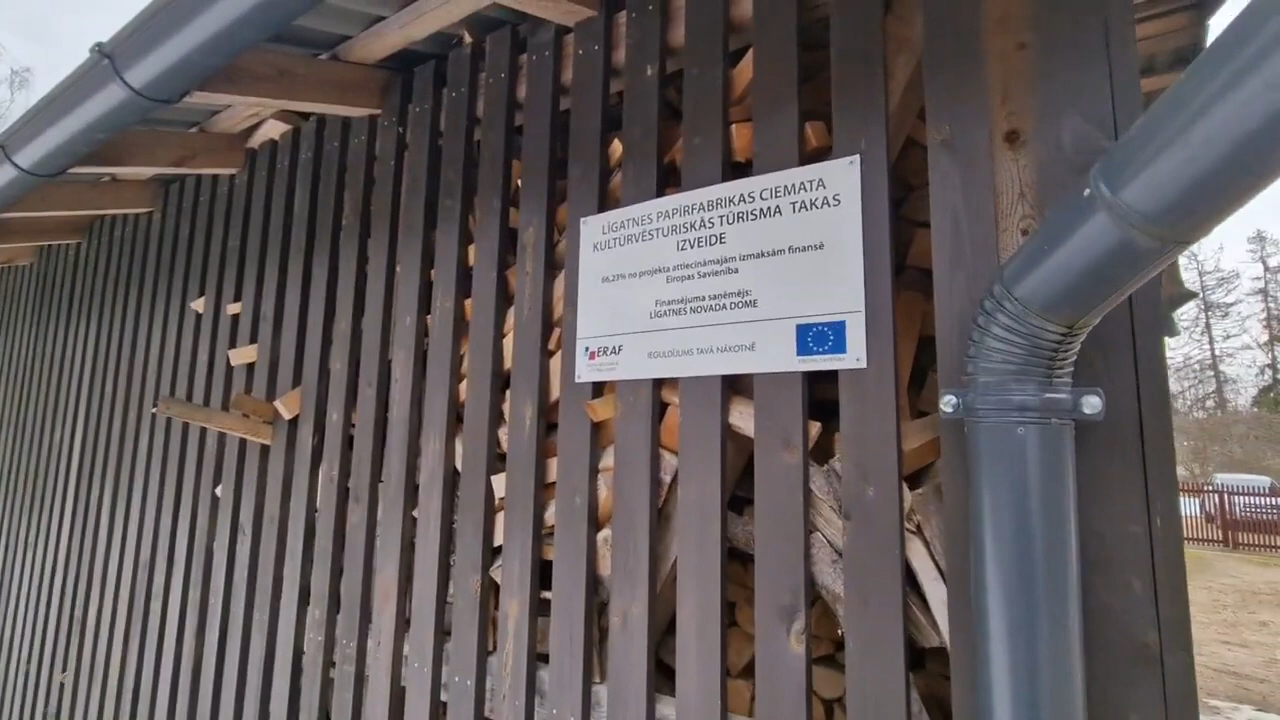 LĪGATNES PAPĪRFABRIKAS CIEMATA
KULTŪRVĒSTURISKĀS TŪRISMA TAKAS
IZVEIDE
66,23% no projekta attiecināmajām izmaksām finansē
Eiropas Savienība
Finansējuma saņēmējs:
LĪGATNES NOVADA DOME
ERAF
IEGULDĪJUMS TAVĀ NĀKOTNĒ